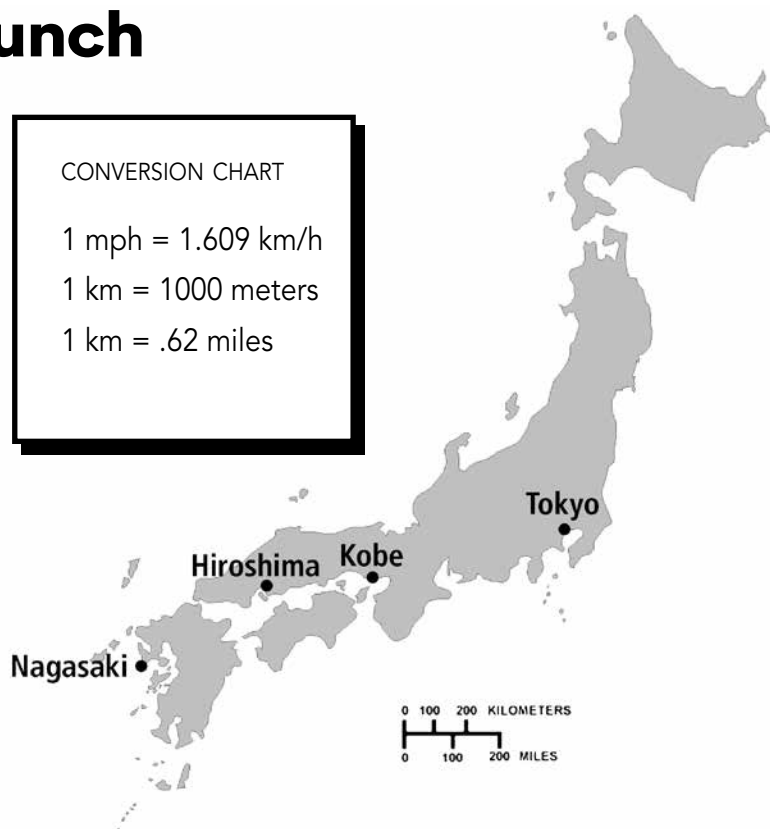 unch
CONVERSION CHART
1 mph = 1.609 km/h
1 km = 1000 meters
1 km = .62 miles
Tokyo
Hiroshima Kobe
Nagasaki
0 100 200 KILOMETERS
0 100 200 MILES